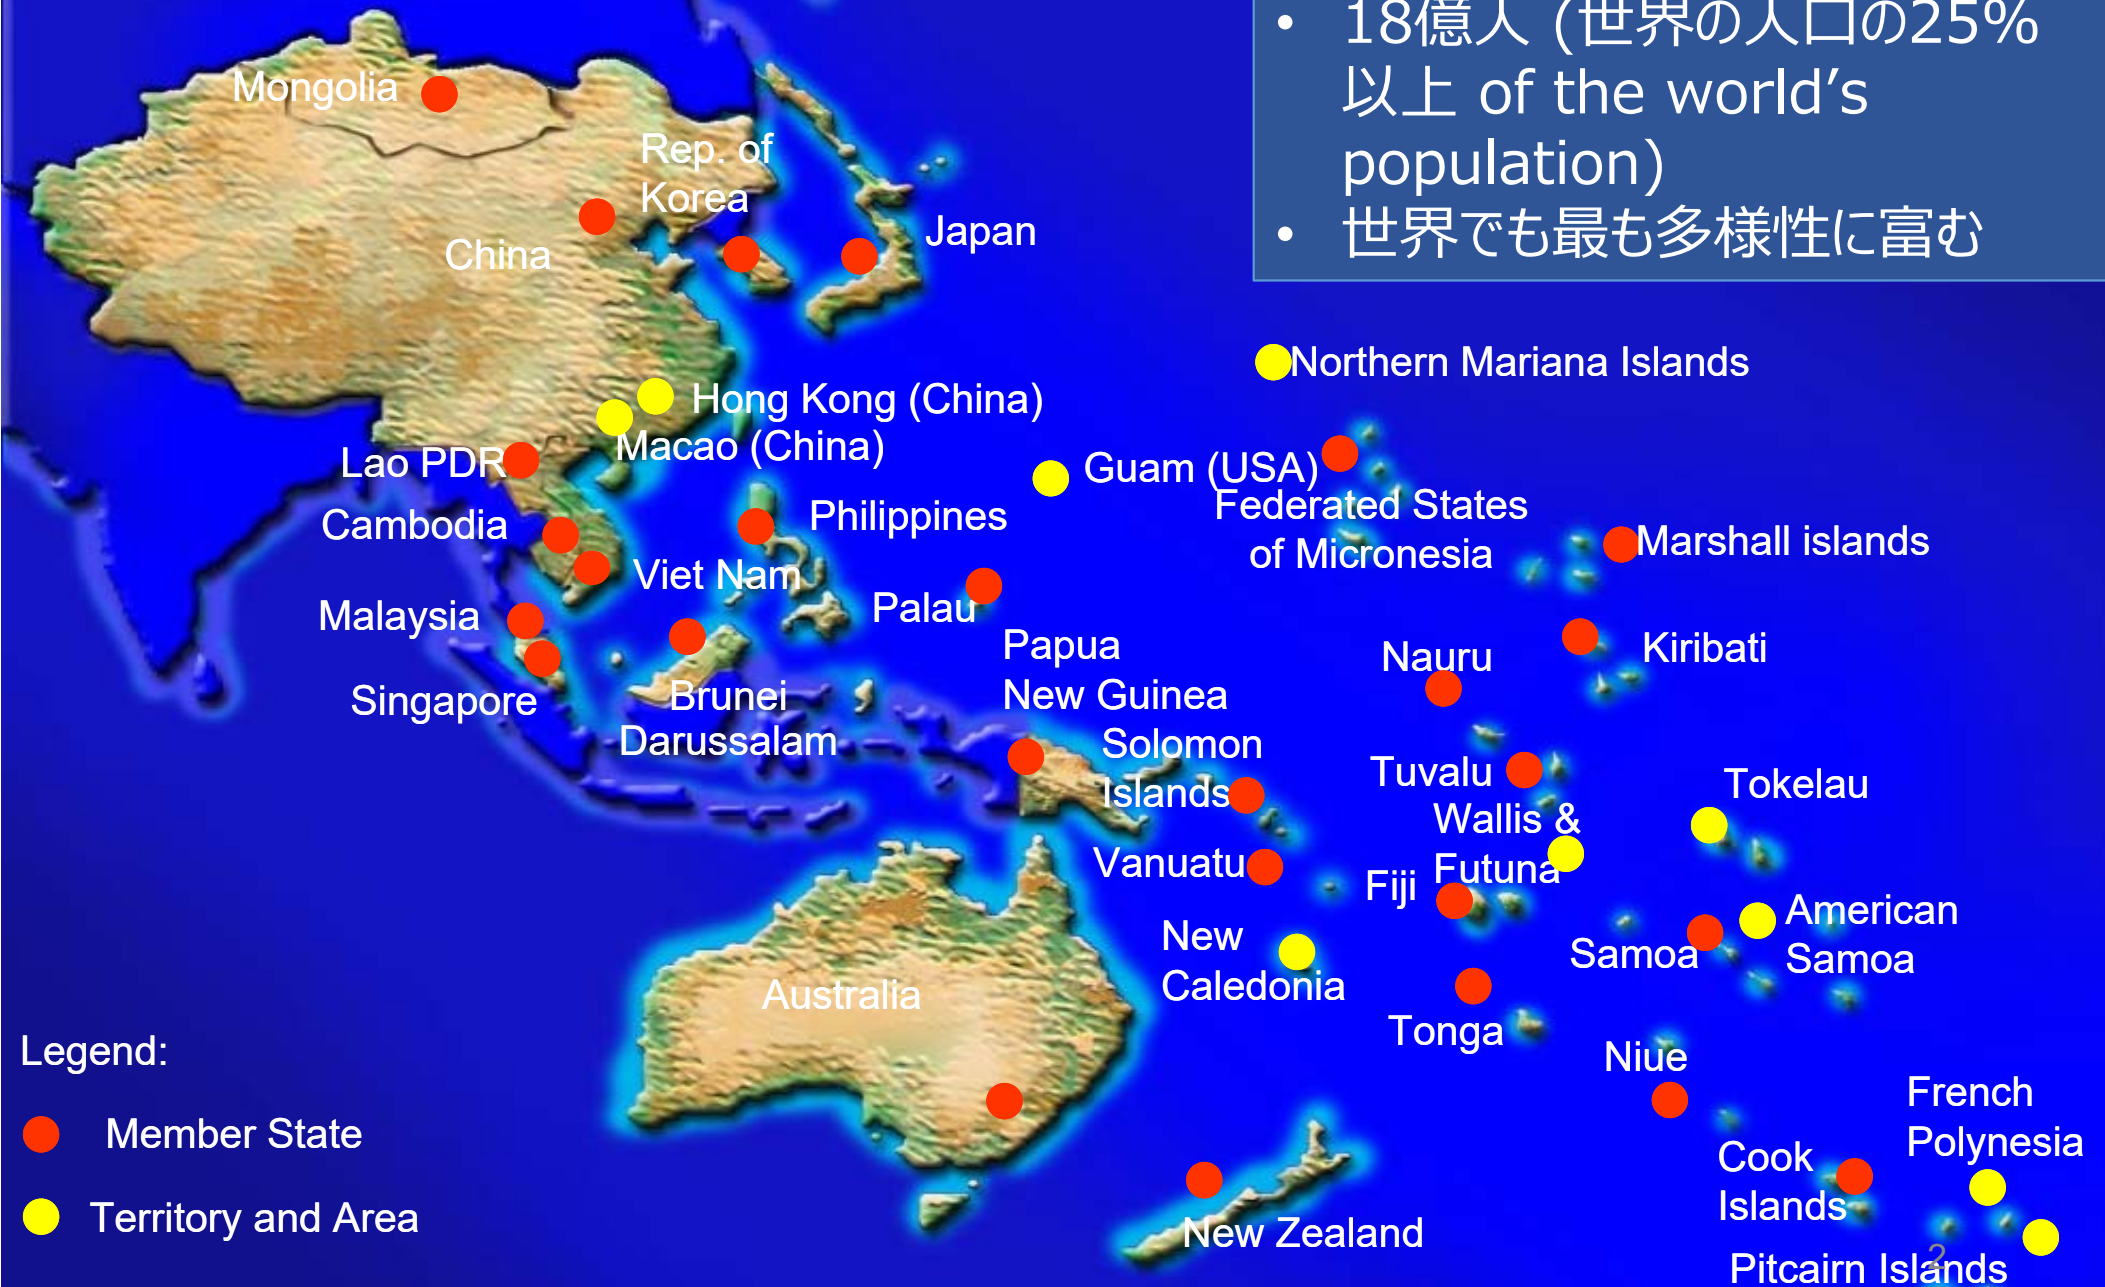 • 18億人 (世界の人口の25%
以上 of the world’s
population)
• 世界でも最も多様性に富む
Mongolia
Rep. of
Korea
China
Japan
Northern Mariana Islands
Hong Kong (China)
Macao (China)
Lao PDR
Guam (USA)
Federated States
of Micronesia
Cambodia
Philippines
Marshall islands
Viet Nam
Malaysia
Palau
Singapore
Brunei
Darussalam
Papua
New Guinea
Nauru
Kiribati
Solomon
Islands
Tuvalu
Tokelau
Wallis &
Futuna
Vanuatu
Fiji
New
Caledonia
Samoa
American
Samoa
Australia
Tonga
Niue
French
Polynesia
Cook
Islands
New Zealand
Pitcairn Islands
Legend:
Member State
Territory and Area
2